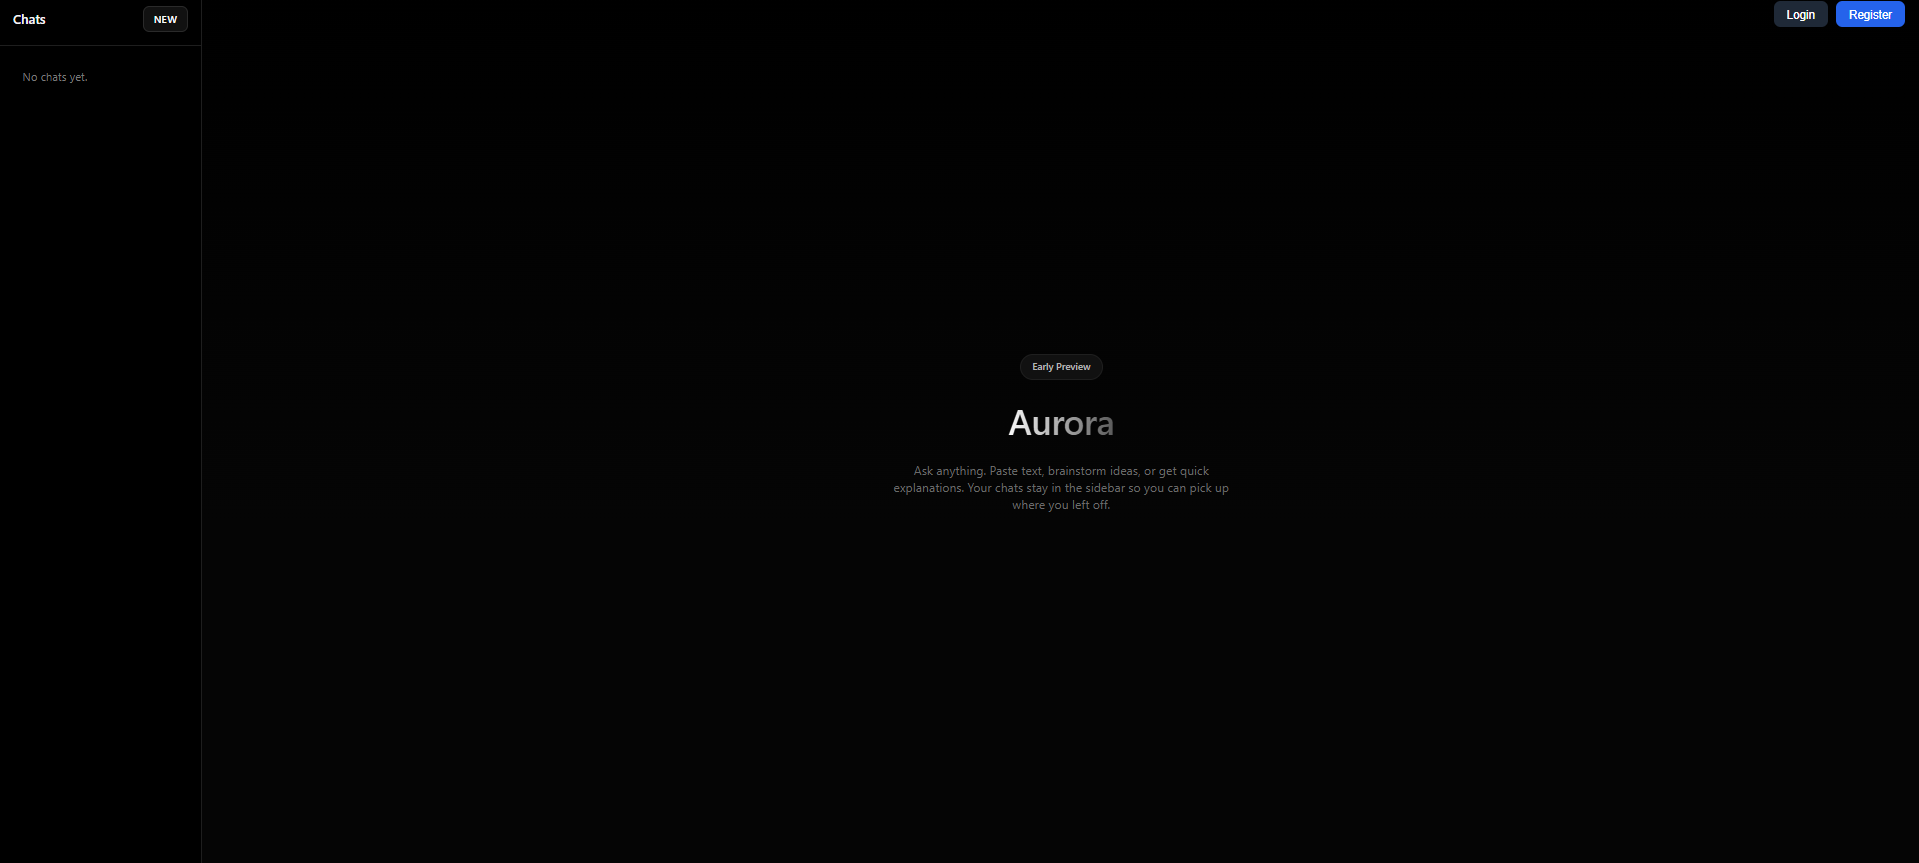 Chats
NEW
Login
Register
No chats yet.
Early Preview
Aurora
Ask anything. Paste text, brainstorm ideas, or get quick
explanations. Your chats stay in the sidebar so you can pick up
where you left off.